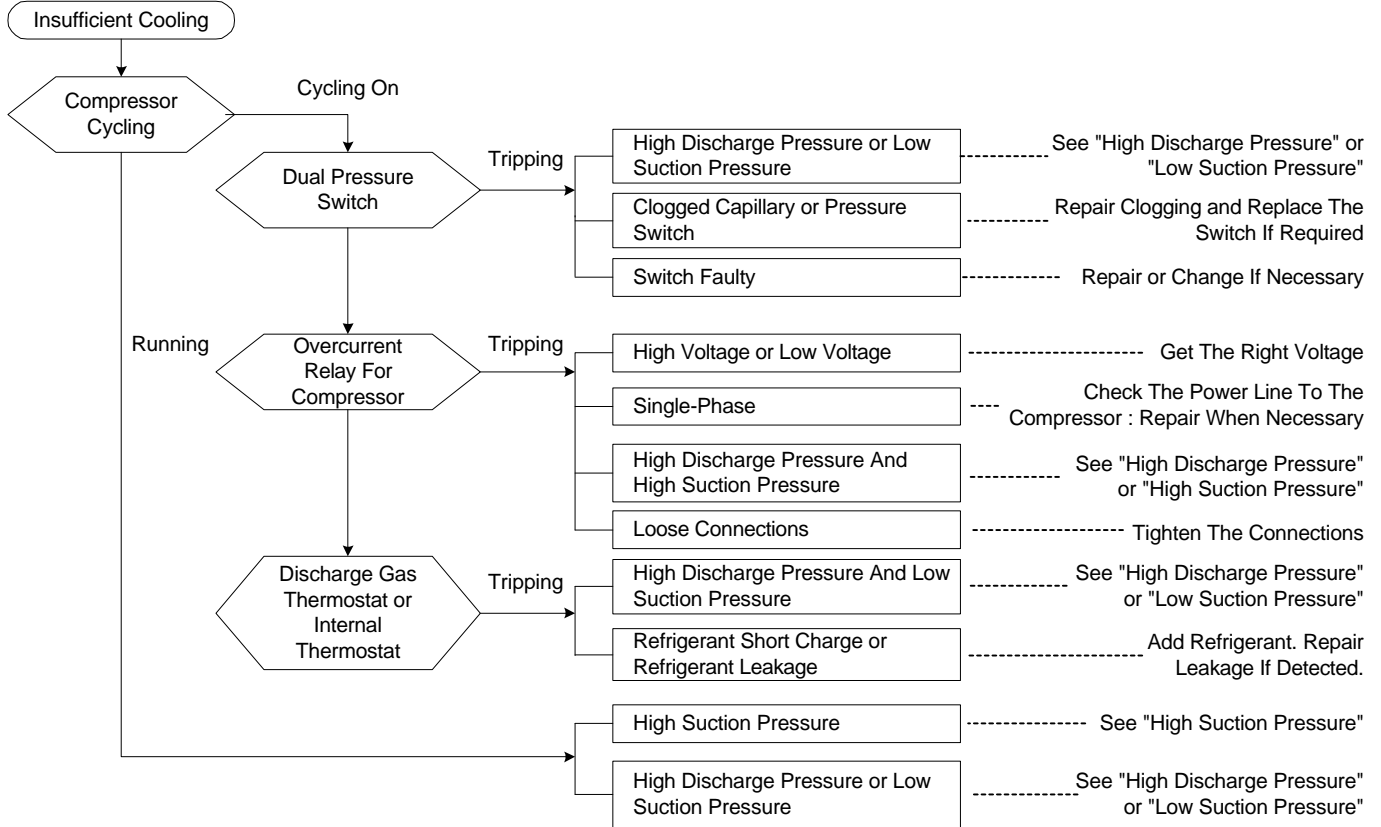 Insufficient Cooling
Compressor
Cycling
Cycling On
Dual Pressure
Switch
Tripping
High Discharge Pressure or Low
Suction Pressure
See "High Discharge Pressure" or
"Low Suction Pressure"
Clogged Capillary or Pressure
Switch
Repair Clogging and Replace The
Switch If Required
Switch Faulty
Repair or Change If Necessary
Running
Overcurrent
Relay For
Compressor
Tripping
High Voltage or Low Voltage
Get The Right Voltage
Single-Phase
Check The Power Line To The
Compressor : Repair When Necessary
High Discharge Pressure And
High Suction Pressure
See "High Discharge Pressure"
or "High Suction Pressure"
Loose Connections
Tighten The Connections
Discharge Gas
Thermostat or
Internal
Thermostat
Tripping
High Discharge Pressure And Low
Suction Pressure
See "High Discharge Pressure"
or "Low Suction Pressure"
Refrigerant Short Charge or
Refrigerant Leakage
Add Refrigerant. Repair
Leakage If Detected.
High Suction Pressure
See "High Suction Pressure"
High Discharge Pressure or Low
Suction Pressure
See "High Discharge Pressure"
or "Low Suction Pressure"